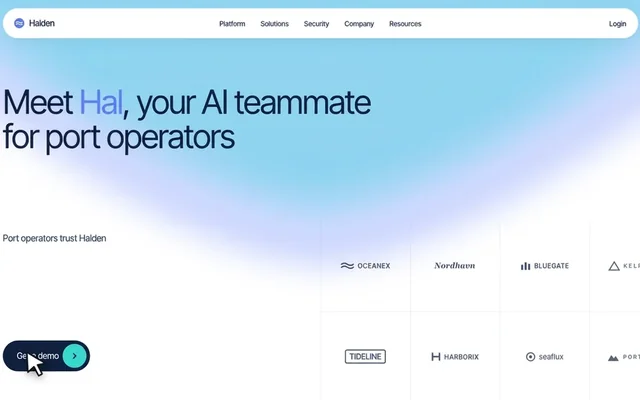 Halden
Platform
Solutions
Security
Company
Resources
Login
Meet Hal, your AI teammate
for port operators
Port operators trust Halden
OCEANEX
Nordhavn
BLUEGATE
TIDELINE
HARBORIX
seaflux
demo